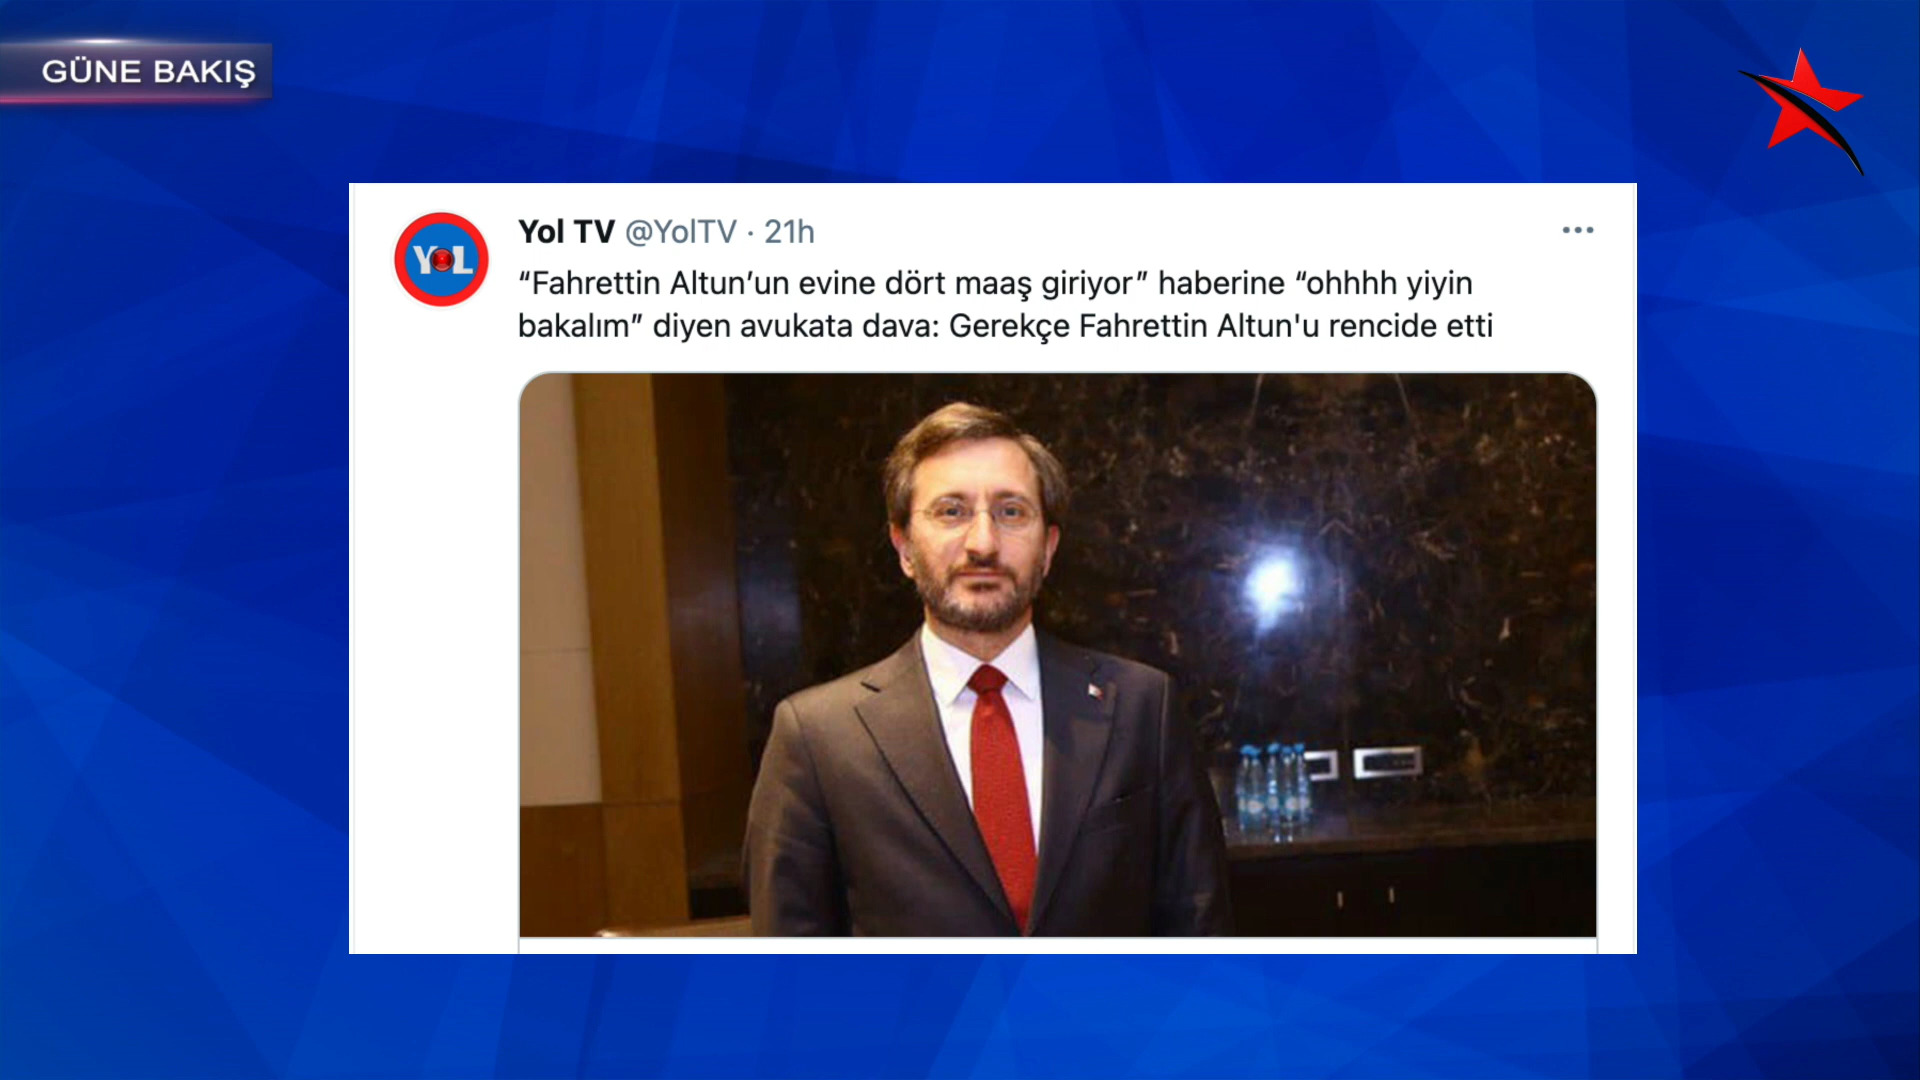 GÜNE BAKIŞ
Yol TV @YolTV · 21h
“Fahrettin Altun’un evine dört maaş giriyor” haberine “ohhhh yiyin
bakalım” diyen avukata dava: Gerekçe Fahrettin Altun'u rencide etti
YOL